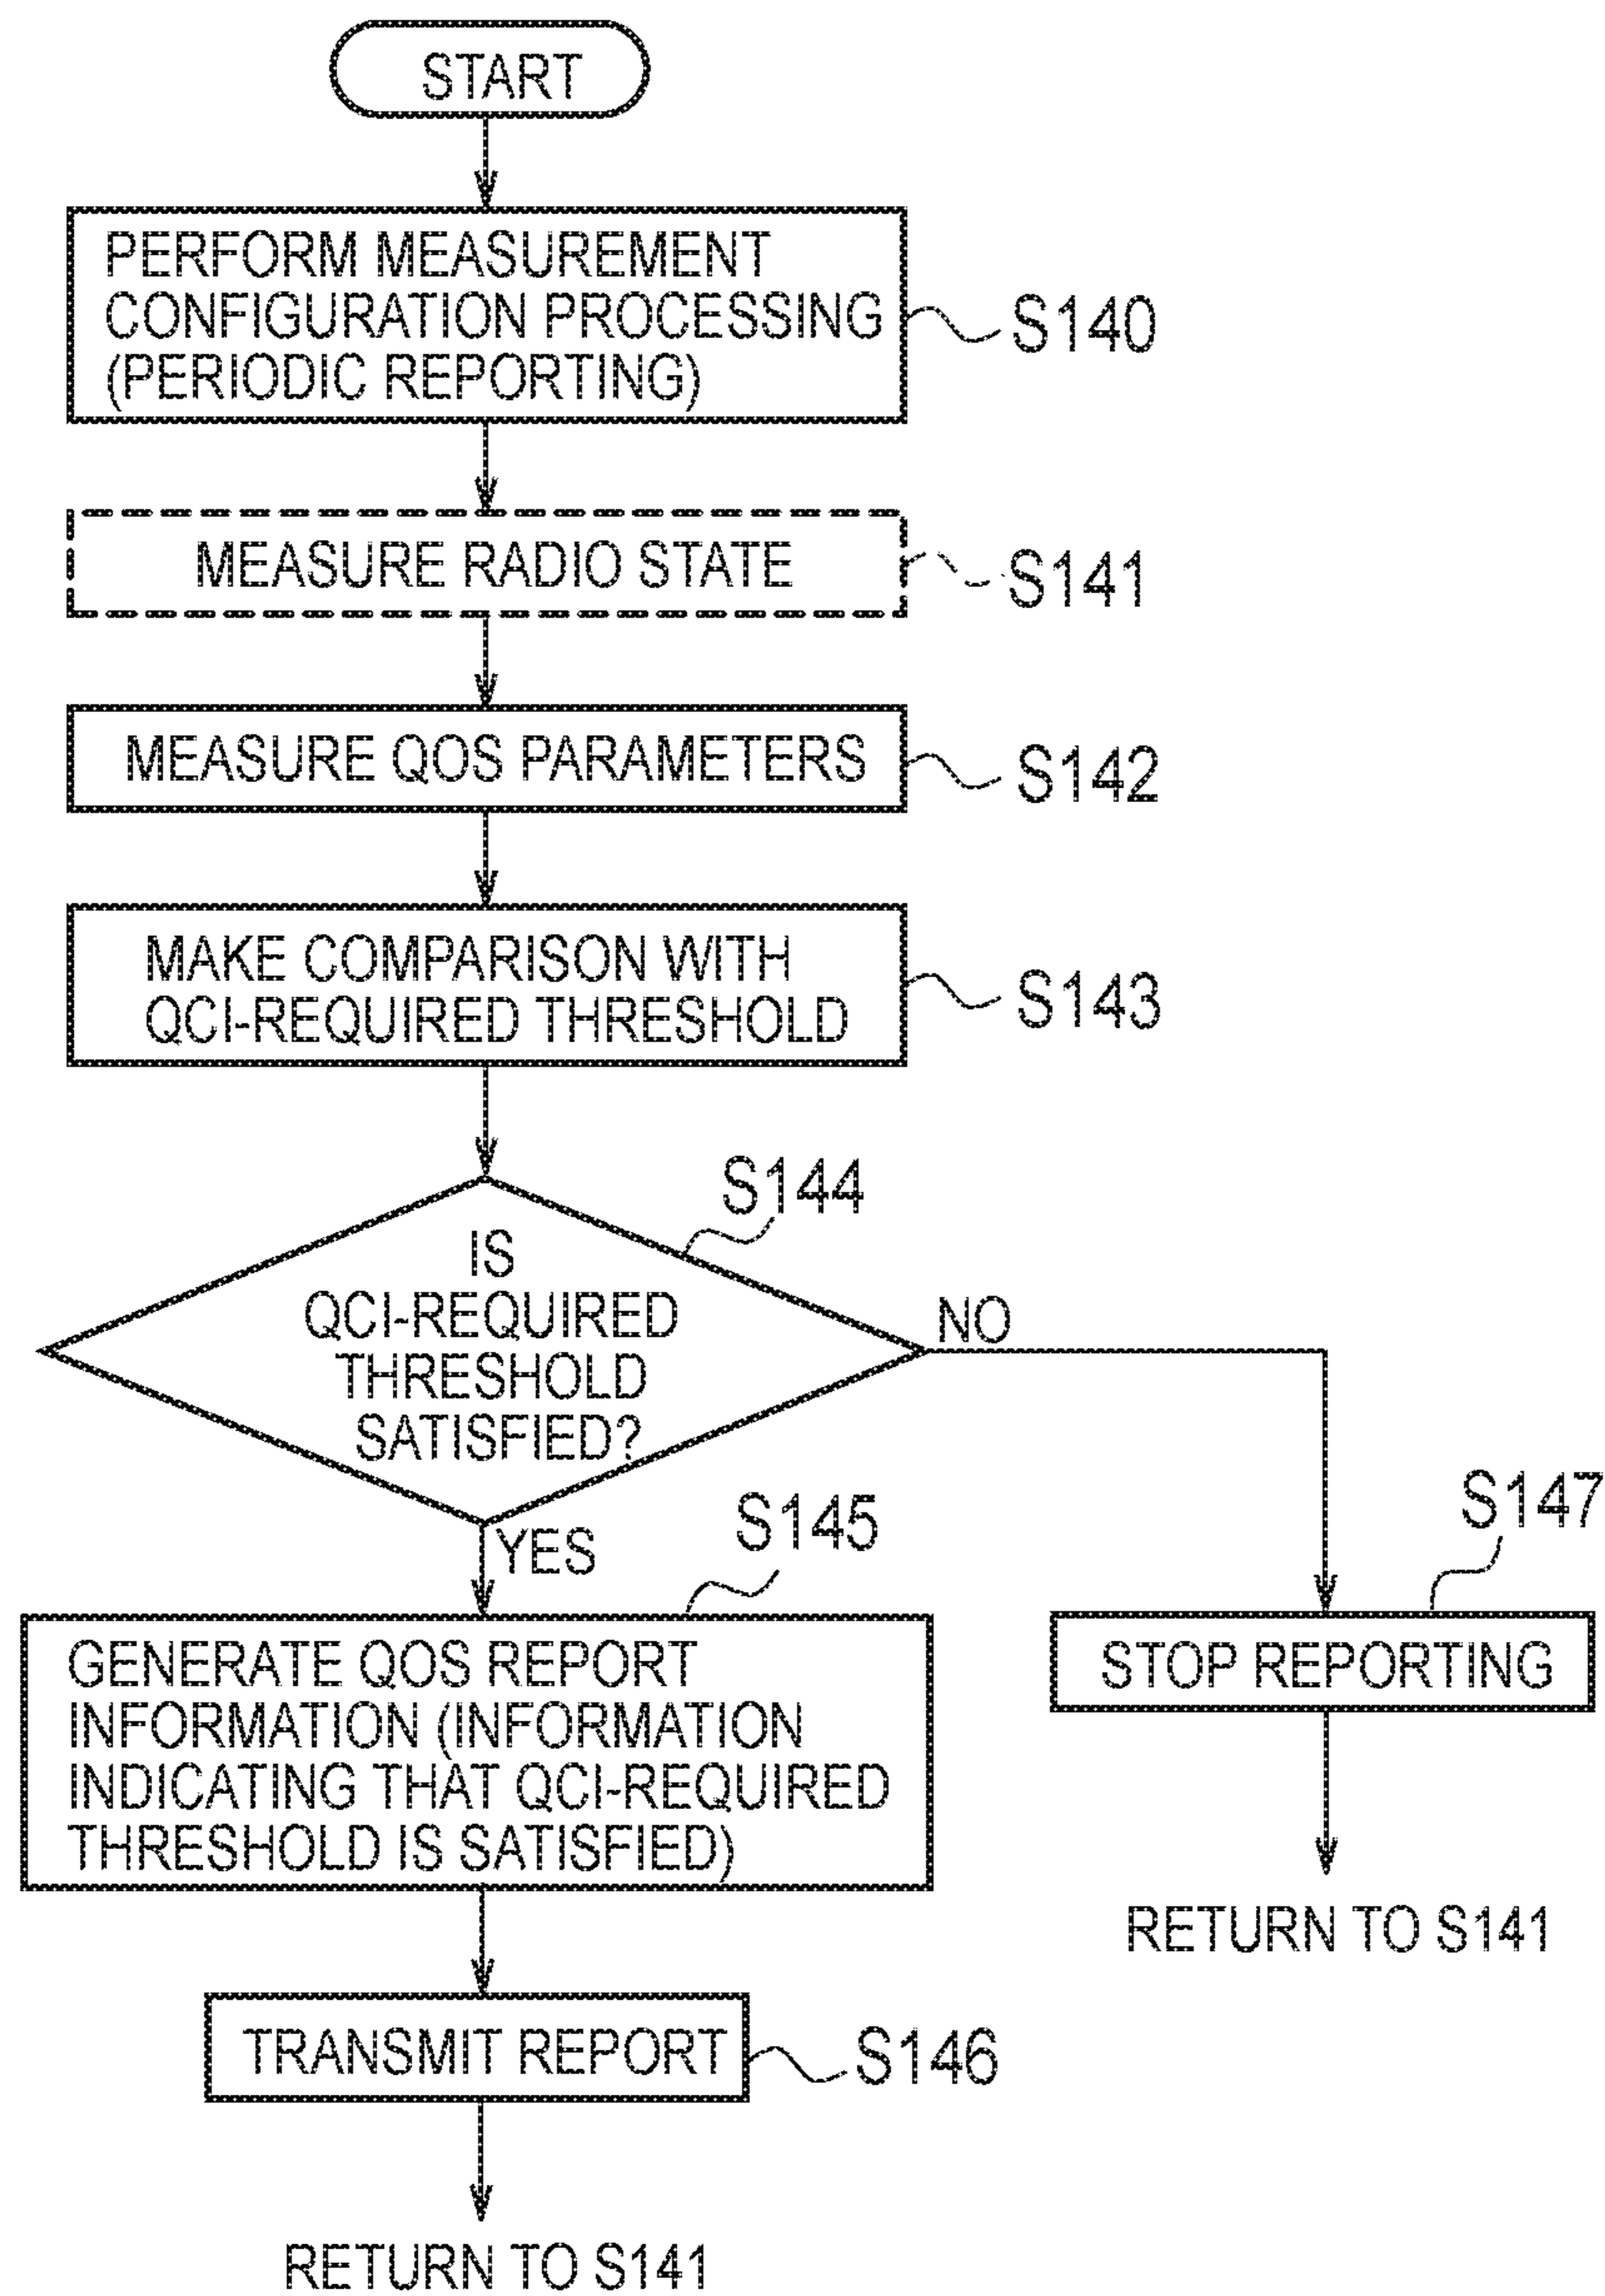 START
PERFORM MEASUREMENT
CONFIGURATION PROCESSING
(PERIODIC REPORTING)
S140
MEASURE RADIO STATE
S141
MEASURE QOS PARAMETERS
S142
MAKE COMPARISON WITH
QCI-REQUIRED THRESHOLD
S143
S144
IS
QCI-REQUIRED
THRESHOLD
SATISFIED?
NO
YES
S145
S147
GENERATE QOS REPORT
INFORMATION (INFORMATION
INDICATING THAT QCI-REQUIRED
THRESHOLD IS SATISFIED)
STOP REPORTING
RETURN TO S141
TRANSMIT REPORT
S146
RETURN TO S141